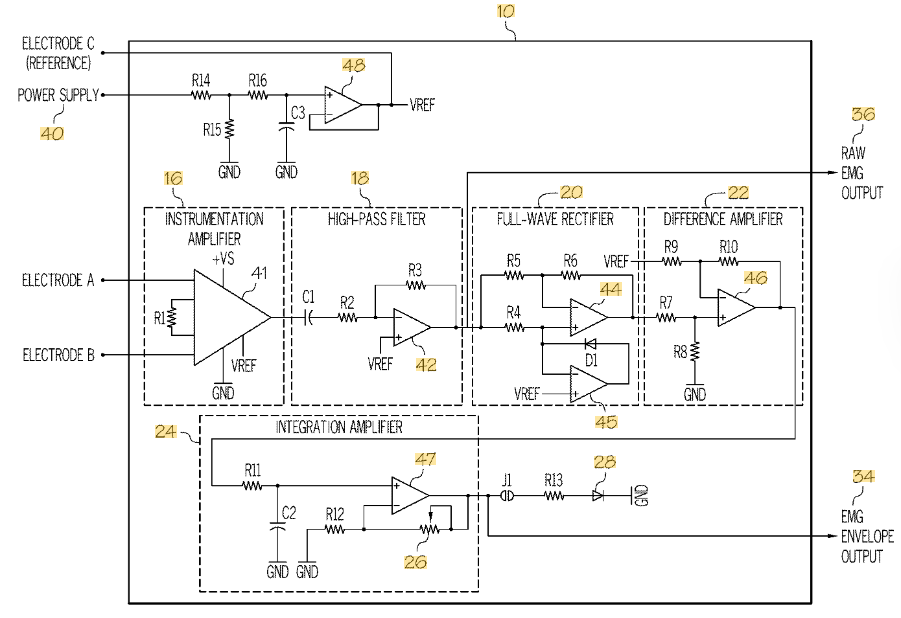 10
ELECTRODE C
(REFERENCE)
POWER SUPPLY
40
R14
R16
48
VREF
R15
C3
GND
GND
36
RAW
EMG
OUTPUT
16
INSTRUMENTATION
AMPLIFIER
+VS
41
ELECTRODE A
R1
ELECTRODE B
VREF
GND
18
HIGH-PASS FILTER
R3
C1
R2
VREF
42
20
FULL-WAVE RECTIFIER
R5
R6
44
R4
D1
VREF
45
22
DIFFERENCE AMPLIFIER
R9
R10
VREF
46
R7
R8
GND
24
INTEGRATION AMPLIFIER
R11
47
C2
R12
26
GND
GND
J1
R13
28
GND
34
EMG
ENVELOPE
OUTPUT